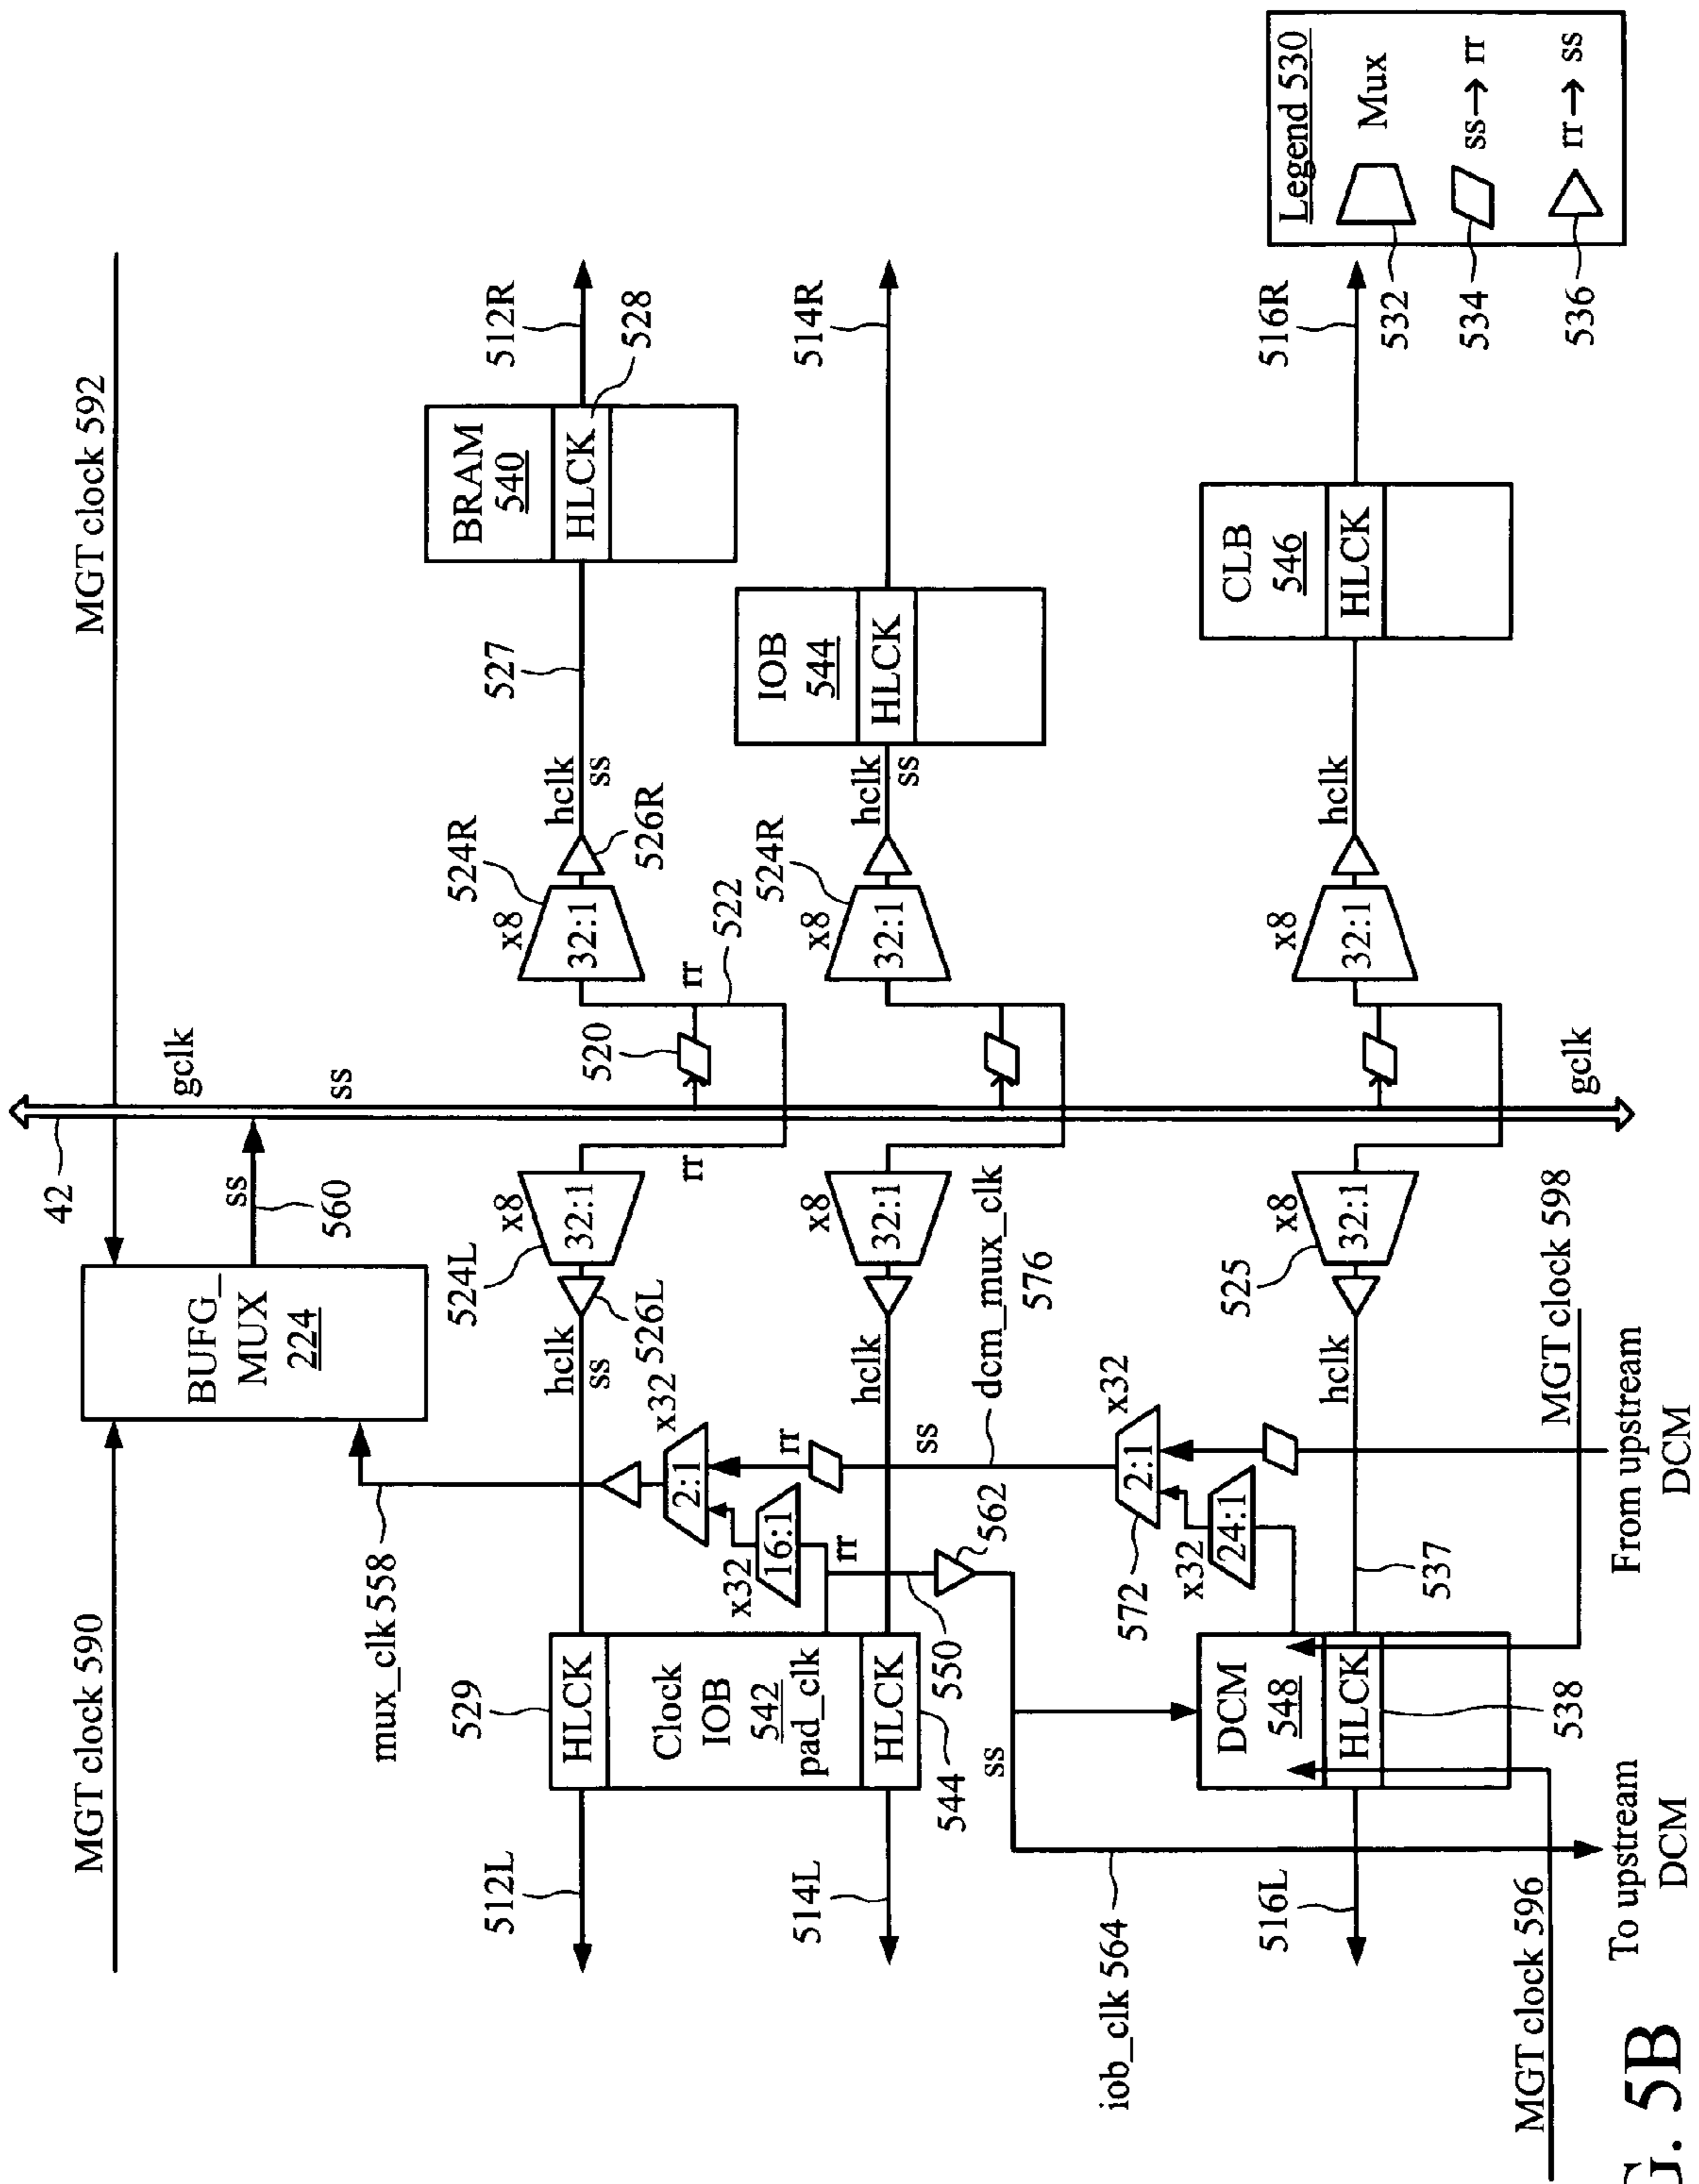 MGT clock 590
MGT clock 592
42
gclk
ss
BUFG_
MUX
224
ss
560
mux_clk 558
512L
529
HLCK
hclk
ss
526L
524L
x8
32:1
rr
520
rr
522
32:1
x8
524R
526R
hclk
ss
527
BRAM
540
HLCK
528
512R
Clock
IOB
542
pad_clk
x32
2:1
x32
16:1
rr
rr
514L
HLCK
544
550
562
hclk
ss
x8
32:1
dcm_mux_clk
576
x8
32:1
524R
hclk
ss
IOB
544
HLCK
514R
ss
iob_clk 564
x32
2:1
572
x32
24:1
DCM
548
HLCK
538
537
516L
hclk
525
x8
32:1
x8
32:1
hclk
CLB
546
HLCK
516R
MGT clock 596
MGT clock 598
To upstream
DCM
From upstream
DCM
gclk
Legend 530
Mux
532
ss→rr
534
rr→ss
536
G. 5B